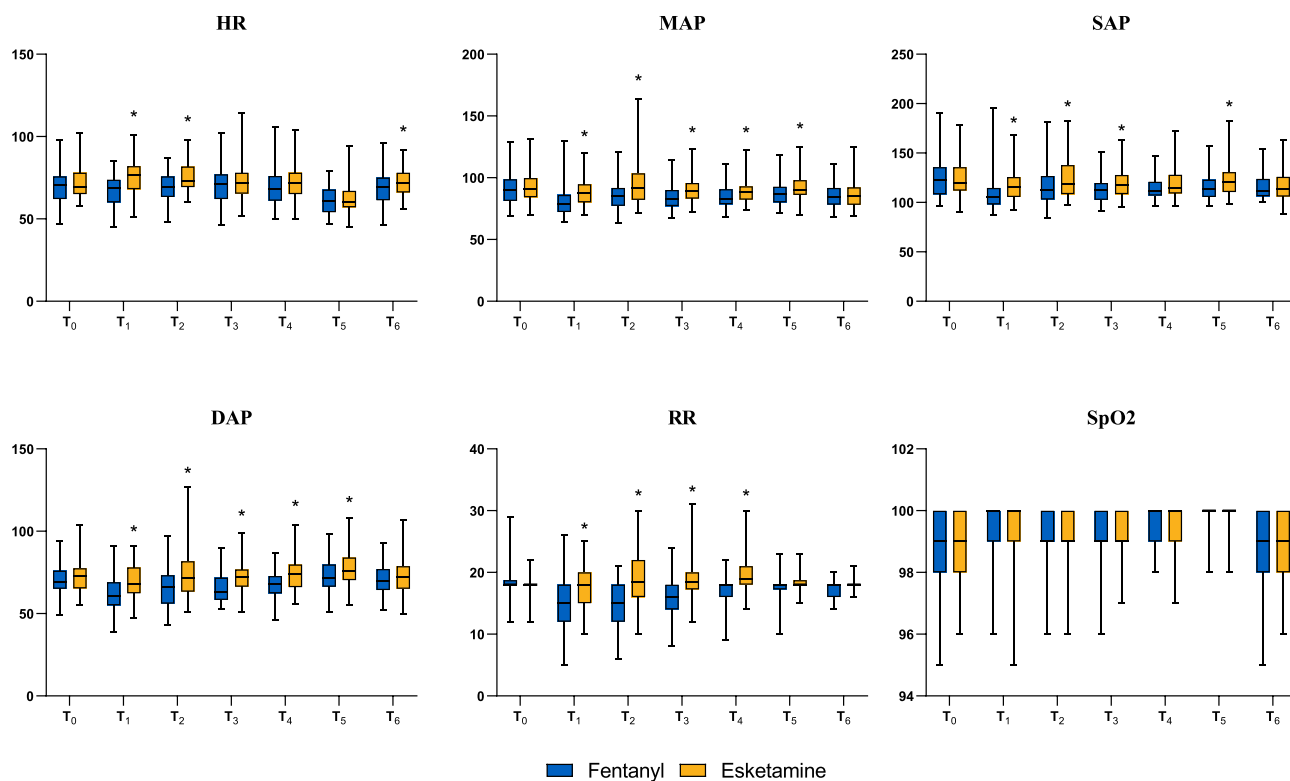 HR MAP SAP
150 200 250
* * * * * * * * * * *
200
150
100 150
100
100
50
50
50
0 0 0
T0 T1 T2 T3 T4 T5 T6 T0 T1 T2 T3 T4 T5 T6 T0 T1 T2 T3 T4 T5 T6
DAP RR SpO2
150 40 102
* * * * * * * * *
30 100
100
20 98
50
10 96
0 0 94
T0 T1 T2 T3 T4 T5 T6 T0 T1 T2 T3 T4 T5 T6 T0 T1 T2 T3 T4 T5 T6
Fentanyl Esketamine